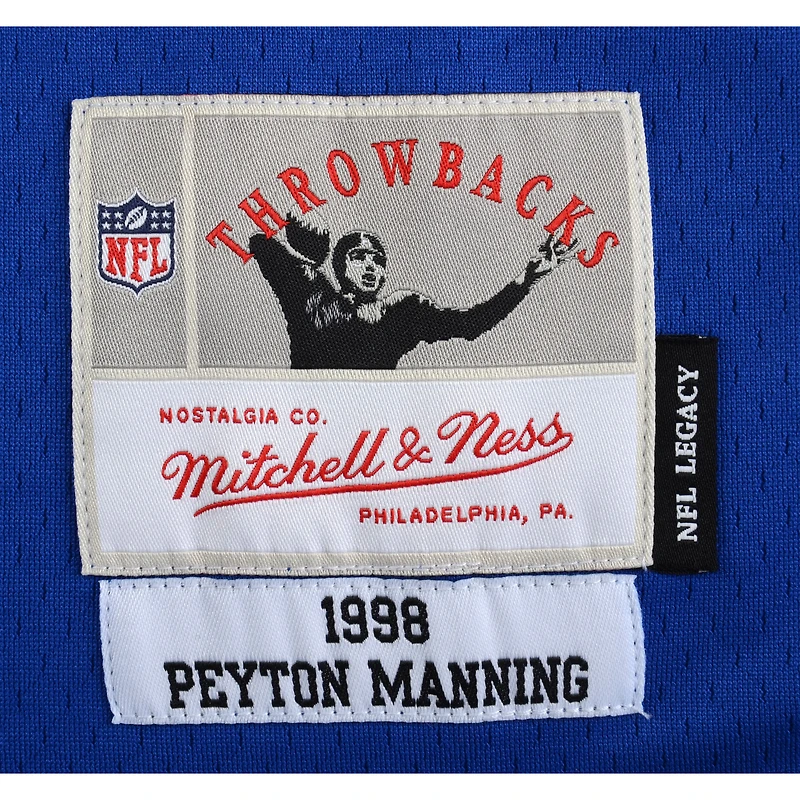 THROWBACKS
NFL
NOSTALGIA CO.
Mitchell & Ness
PHILADELPHIA, PA.
NFL LEGACY
1998
PEYTON MANNING